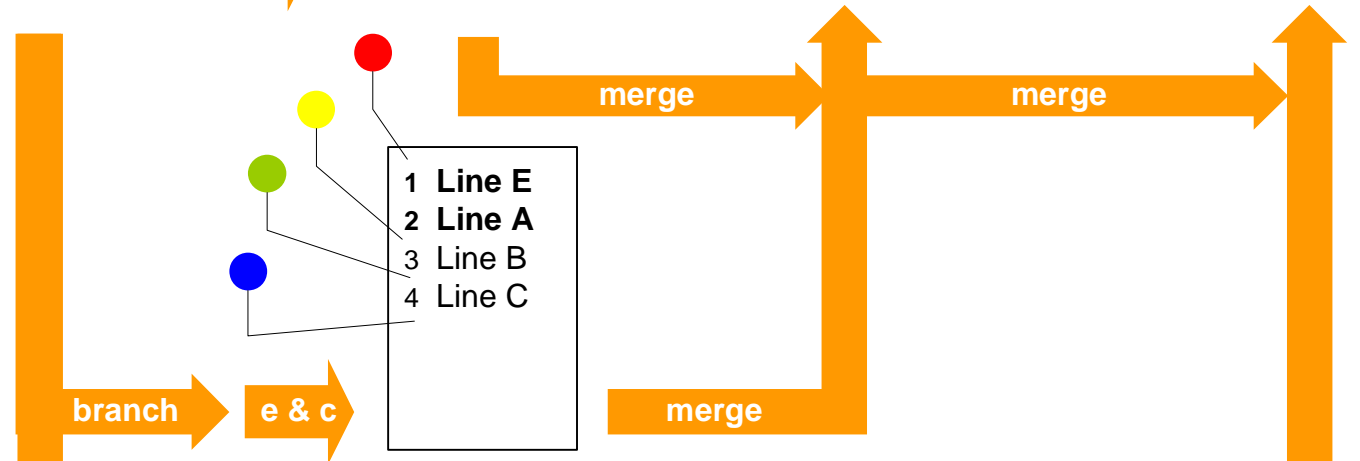 merge
merge
1 Line E
2 Line A
3 Line B
4 Line C
branch
e & c
merge